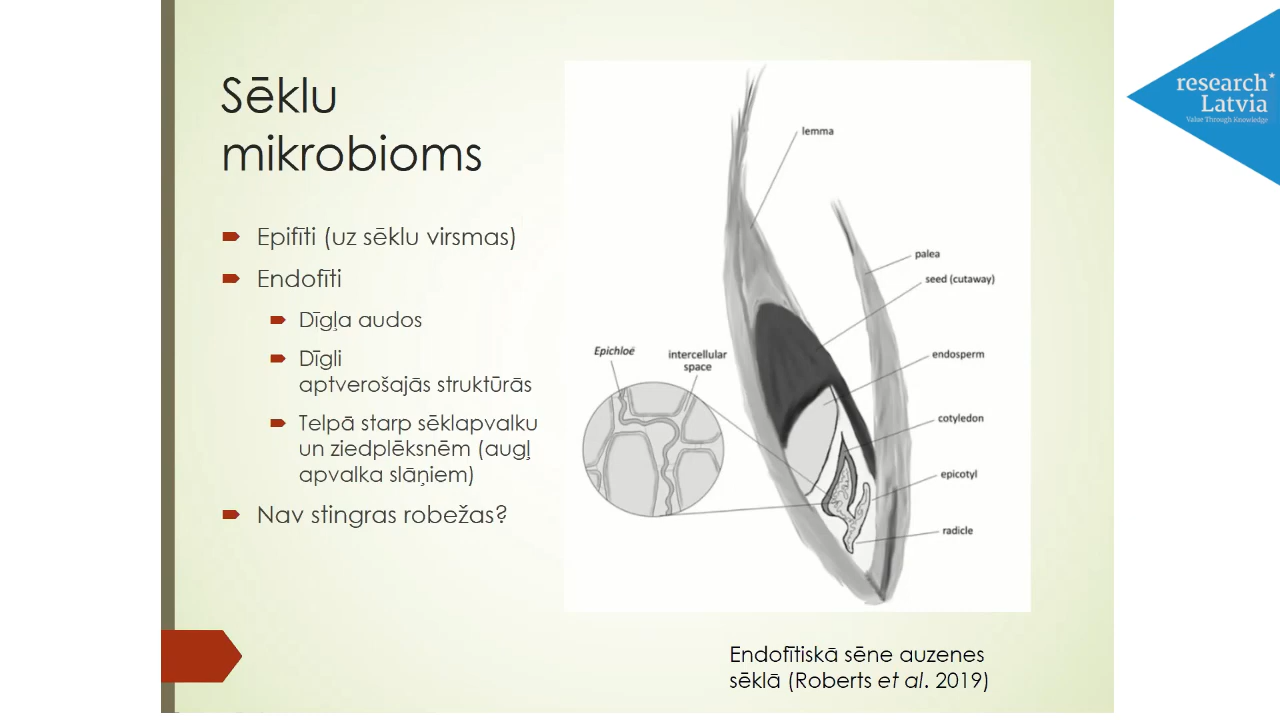 Sēklu
mikrobioms
Epifīti (uz sēklu virsmas)
Endofīti
Dīgļa audos
Dīgli
aptverošajās struktūrās
Telpā starp sēklapvalku
un ziedplēksnēm (augļ
apvalka slāņiem)
Nav stingras robežas?
lemma
palea
seed (cutaway)
endosperm
cotyledon
epicotyl
radicle
Epichloë
intercellular
space
Endofītiskā sēne auzenes
sēklā (Roberts et al. 2019)
research
Latvia
Value Through Knowledge